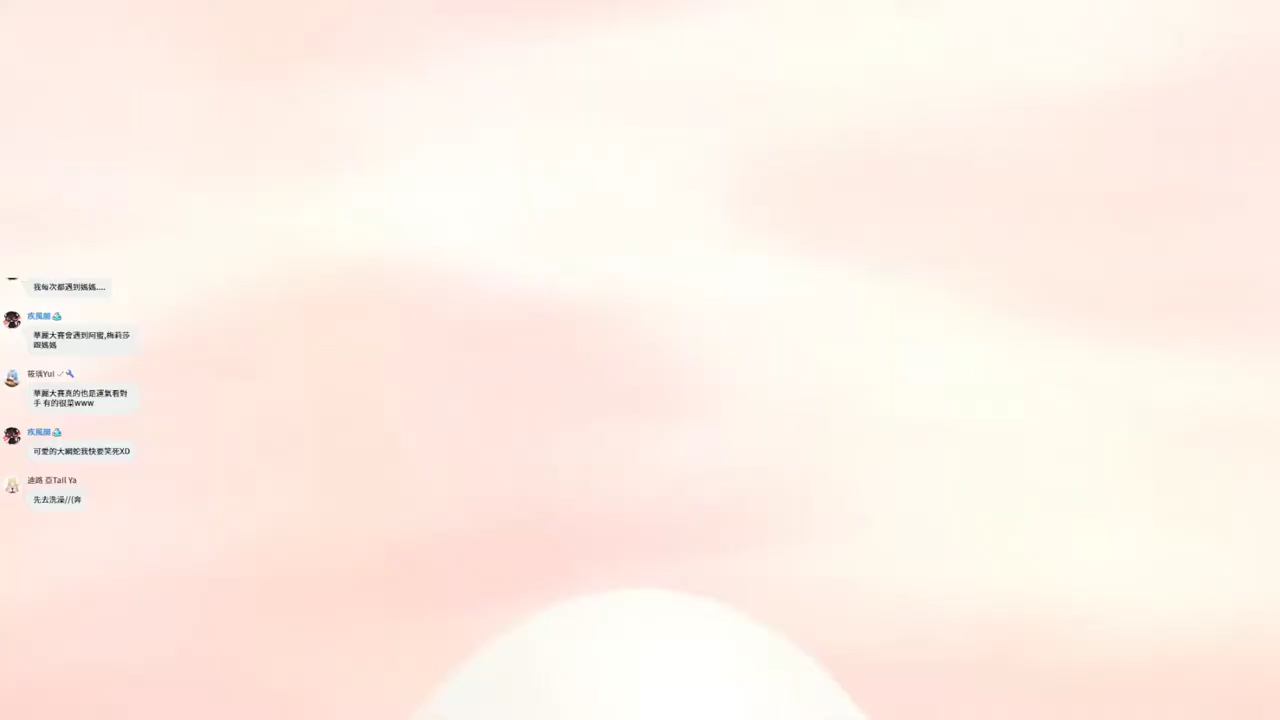 我每次都遇到媽媽....
疾風願
華麗大賽會遇到阿蜜,梅莉莎
跟媽媽
筱瑀Yui
華麗大賽真的也是運氣看對
手 有的很菜www
疾風願
可愛的大鋼蛇我快要笑死XD
迪路 亞Tail Ya
先去洗澡//(奔